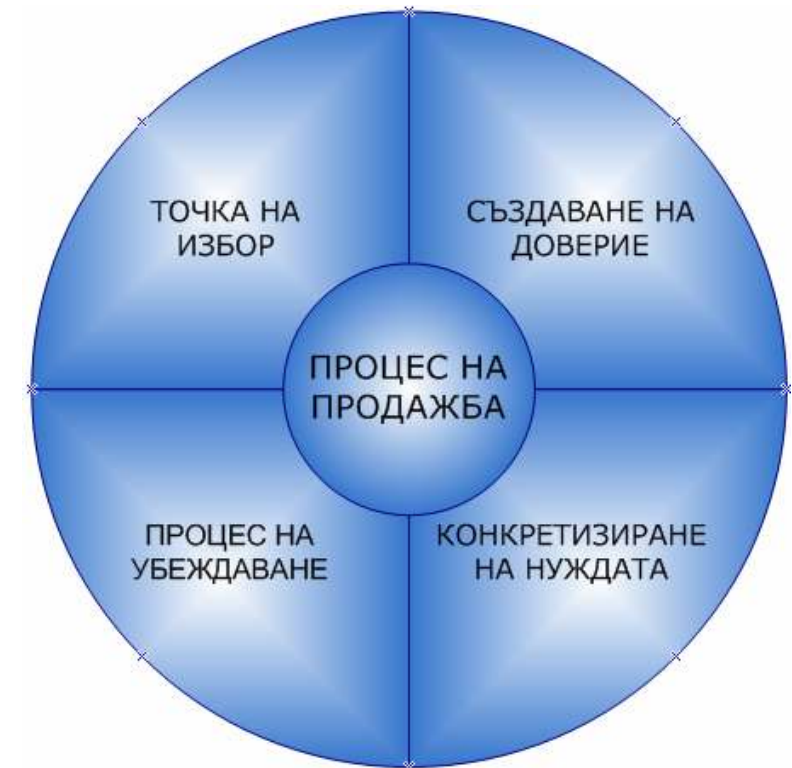 ТОЧКА НА
ИЗБОР
СЪЗДАВАНЕ НА
ДОВЕРИЕ
ПРОЦЕС НА
ПРОДАЖБА
ПРОЦЕС НА
УБЕЖДАВАНЕ
КОНКРЕТИЗИРАНЕ
НА НУЖДАТА